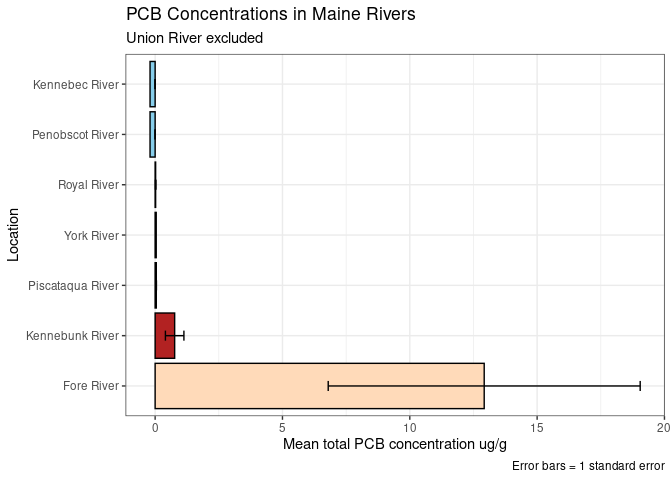 PCB Concentrations in Maine Rivers
Union River excluded
Kennebec River
Penobscot River
Royal River
York River
Piscataqua River
Kennebunk River
Fore River
Location
0 5 10 15 20
Mean total PCB concentration ug/g
Error bars = 1 standard error